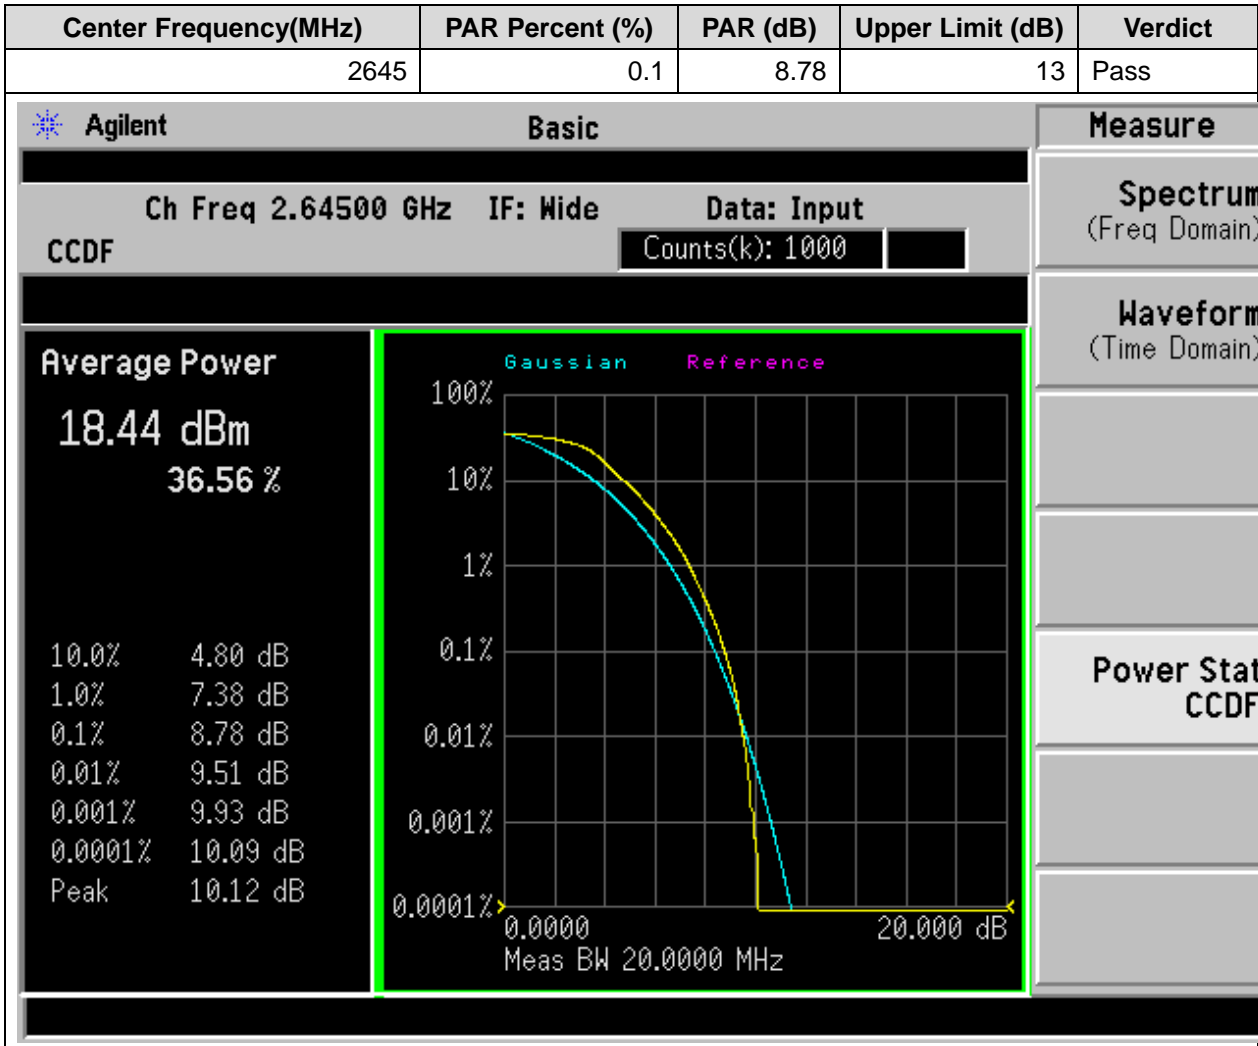 Center Frequency(MHz) PAR Percent (%) PAR (dB) Upper Limit (dB) Verdict
2645 0.1 8.78 13 Pass
Agilent Basic Measure
Ch Freq 2.64500 GHz IF: Wide Data: Input
CCDF Counts(k): 1000
Spectrum
(Freq Domain)
Waveform
(Time Domain)
Power Stat
CCDF
Average Power
18.44 dBm
36.56 %
10.0% 4.80 dB
1.0% 7.38 dB
0.1% 8.78 dB
0.01% 9.51 dB
0.001% 9.93 dB
0.0001% 10.09 dB
Peak 10.12 dB
Gaussian Reference
100%
10%
1%
0.1%
0.01%
0.001%
0.0001%
0.0000 20.000 dB
Meas BW 20.0000 MHz